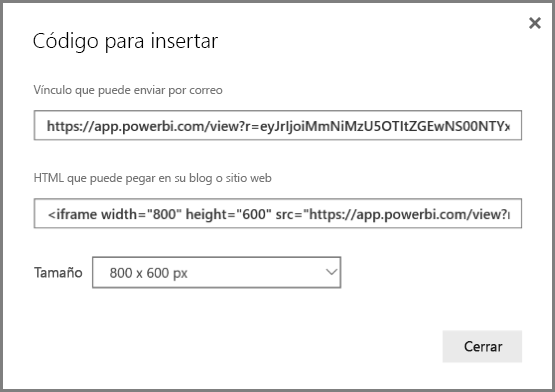 Código para insertar
Vínculo que puede enviar por correo
https://app.powerbi.com/view?r=eyJrIjoiMmNiMzU5OTItZGEwNS00NTYx
HTML que puede pegar en su blog o sitio web
<iframe width="800" height="600" src="https://app.powerbi.com/view?r
Tamaño 800 x 600 px
Cerrar